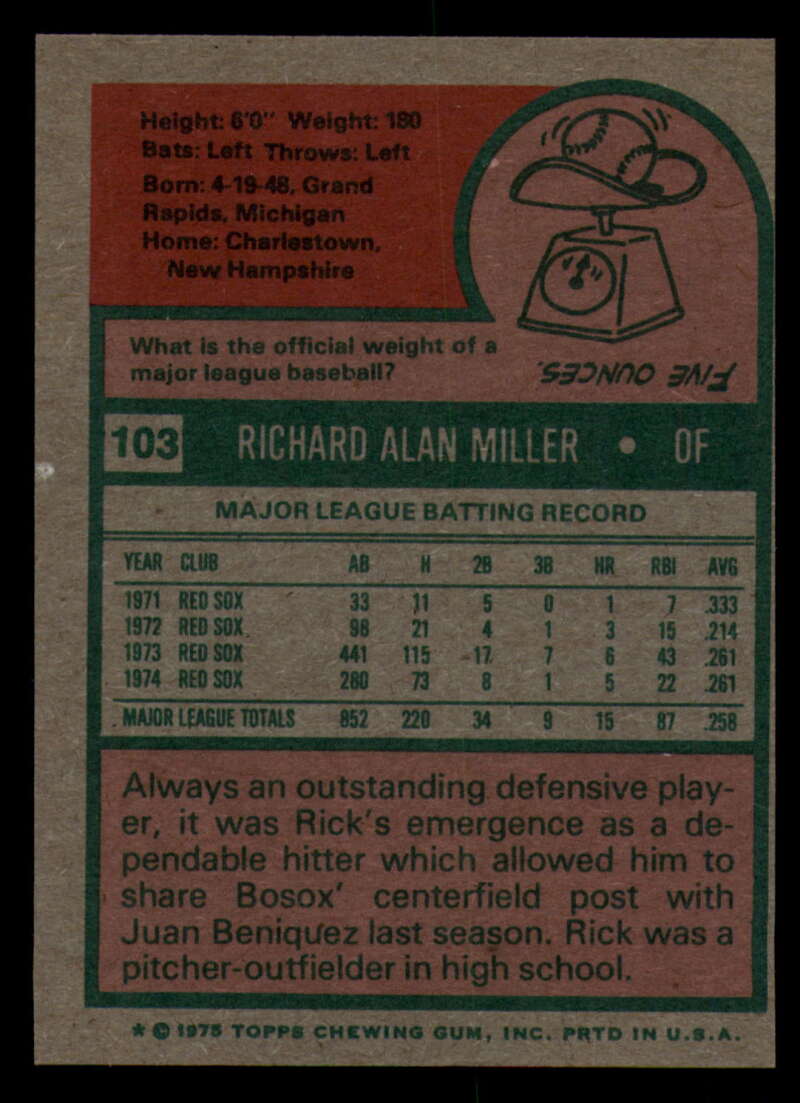 Height: 6'0" Weight: 180
Bats: Left Throws: Left
Born: 4-19-48, Grand
Rapids, Michigan
Home: Charlestown,
New Hampshire
What is the official weight of a
major league baseball?
FIVE OUNCES.
103 RICHARD ALAN MILLER • OF
MAJOR LEAGUE BATTING RECORD
YEAR CLUB AB H 2B 3B HR RBI AVG
1971 RED SOX 33 11 5 0 1 7 .333
1972 RED SOX 98 21 4 1 3 15 .214
1973 RED SOX 441 115 17 7 6 43 .261
1974 RED SOX 280 73 8 1 5 22 .261
MAJOR LEAGUE TOTALS 852 220 34 9 15 87 .258
Always an outstanding defensive play-
er, it was Rick's emergence as a de-
pendable hitter which allowed him to
share Bosox' centerfield post with
Juan Beniquez last season. Rick was a
pitcher-outfielder in high school.
* © 1975 TOPPS CHEWING GUM, INC. PRTD IN U.S.A.